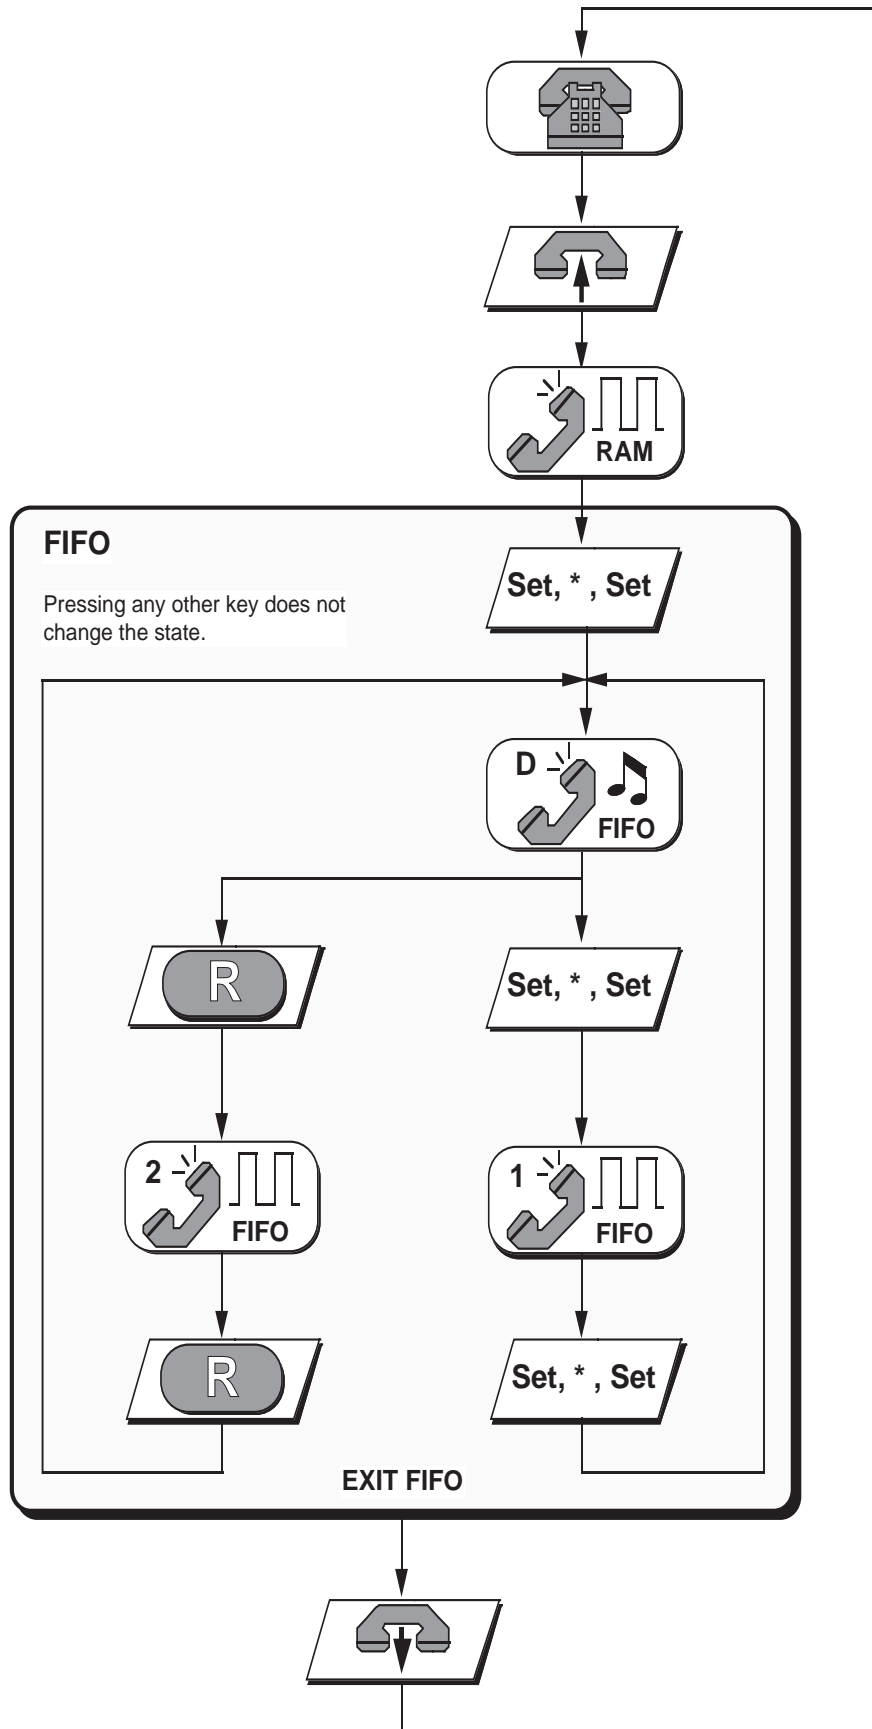 RAM
FIFO
Set, * , Set
Pressing any other key does not
change the state.
D
FIFO
R
Set, * , Set
2
FIFO
1
FIFO
R
Set, * , Set
EXIT FIFO